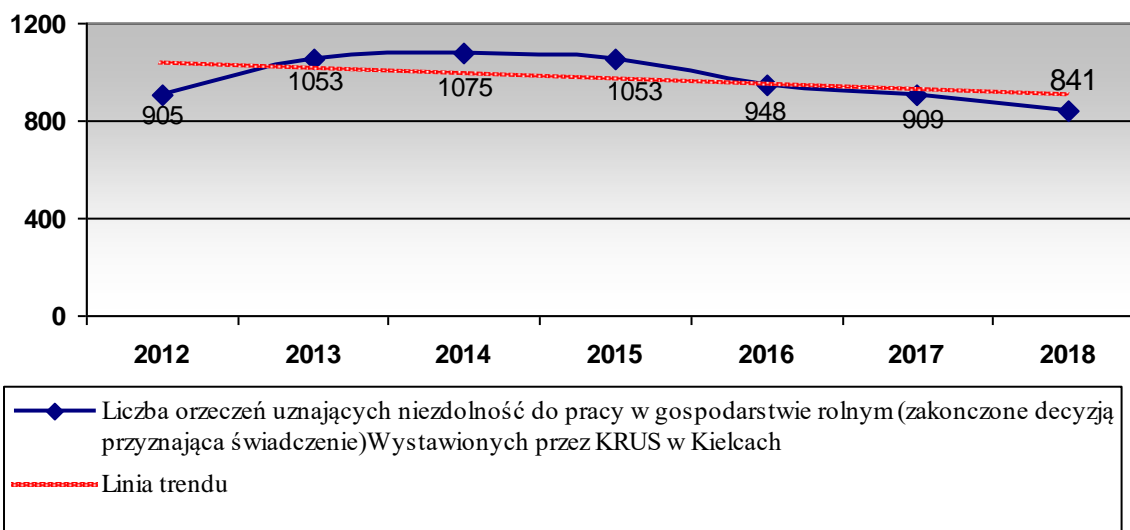 1200
800
400
0
905
1053
1075
1053
948
909
841
2012 2013 2014 2015 2016 2017 2018
Liczba orzeczeń uznających niezdolność do pracy w gospodarstwie rolnym (zakonczone decyzją
przyznająca świadczenie)Wystawionych przez KRUS w Kielcach
Linia trendu